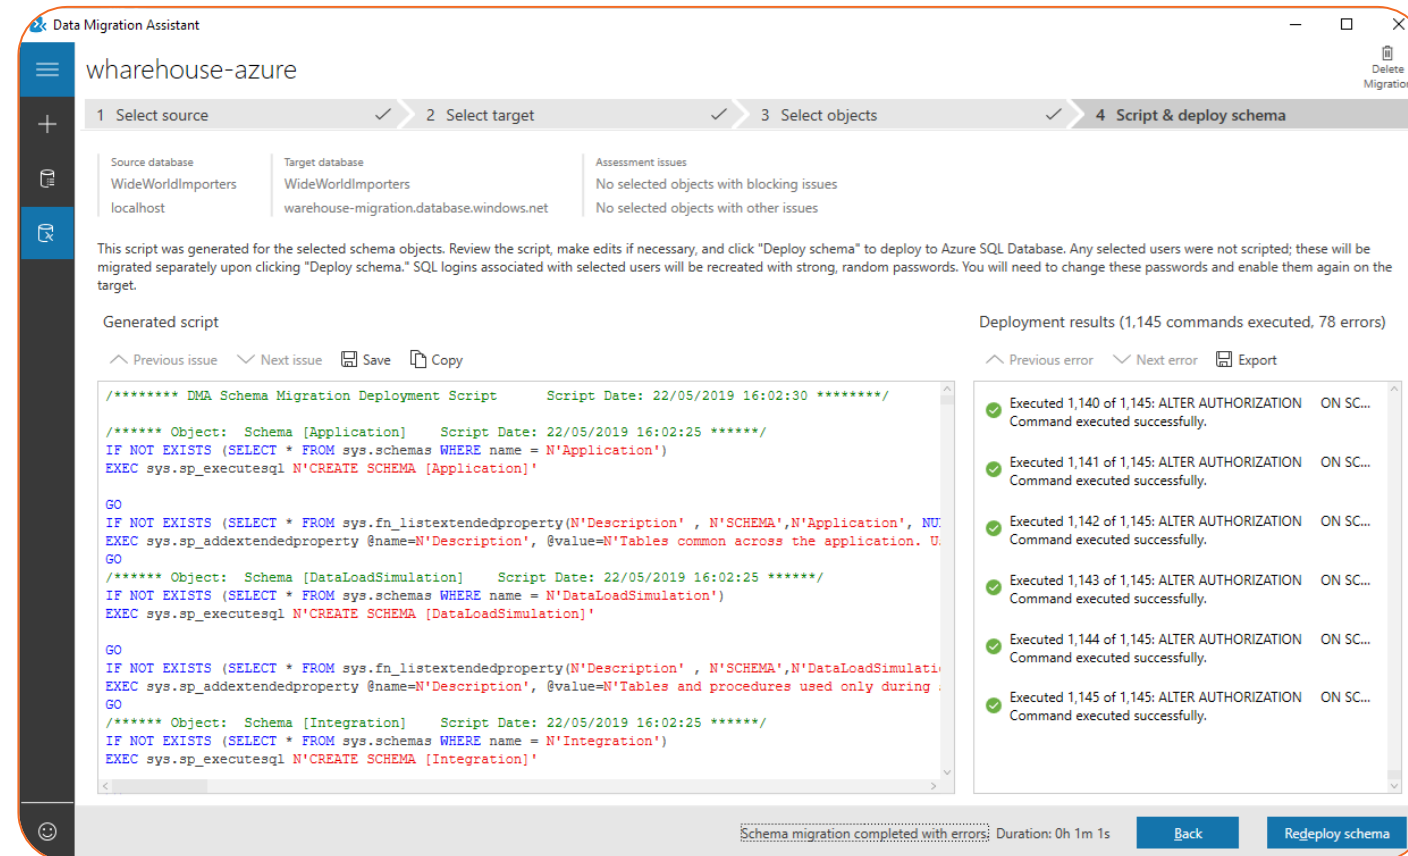 Data Migration Assistant
wharehouse-azure
Delete
Migration
1 Select source
2 Select target
3 Select objects
4 Script & deploy schema
Source database
WideWorldImporters
localhost
Target database
WideWorldImporters
warehouse-migration.database.windows.net
Assessment issues
No selected objects with blocking issues
No selected objects with other issues
This script was generated for the selected schema objects. Review the script, make edits if necessary, and click "Deploy schema" to deploy to Azure SQL Database. Any selected users were not scripted; these will be
migrated separately upon clicking "Deploy schema." SQL logins associated with selected users will be recreated with strong, random passwords. You will need to change these passwords and enable them again on the
target.
Generated script
Previous issue Next issue Save Copy
/******** DMA Schema Migration Deployment Script Script Date: 22/05/2019 16:02:30 ********/
/****** Object: Schema [Application] Script Date: 22/05/2019 16:02:25 ******/
IF NOT EXISTS (SELECT * FROM sys.schemas WHERE name = N'Application')
EXEC sys.sp_executesql N'CREATE SCHEMA [Application]'
GO
IF NOT EXISTS (SELECT * FROM sys.fn_listextendedproperty(N'Description' , N'SCHEMA',N'Application', NU
EXEC sys.sp_addextendedproperty @name=N'Description', @value=N'Tables common across the application. U
GO
/****** Object: Schema [DataLoadSimulation] Script Date: 22/05/2019 16:02:25 ******/
IF NOT EXISTS (SELECT * FROM sys.schemas WHERE name = N'DataLoadSimulation')
EXEC sys.sp_executesql N'CREATE SCHEMA [DataLoadSimulation]'
GO
IF NOT EXISTS (SELECT * FROM sys.fn_listextendedproperty(N'Description' , N'SCHEMA',N'DataLoadSimulati
EXEC sys.sp_addextendedproperty @name=N'Description', @value=N'Tables and procedures used only during
GO
/****** Object: Schema [Integration] Script Date: 22/05/2019 16:02:25 ******/
IF NOT EXISTS (SELECT * FROM sys.schemas WHERE name = N'Integration')
EXEC sys.sp_executesql N'CREATE SCHEMA [Integration]'
Deployment results (1,145 commands executed, 78 errors)
Previous error Next error Export
Executed 1,140 of 1,145: ALTER AUTHORIZATION ON SC...
Command executed successfully.
Executed 1,141 of 1,145: ALTER AUTHORIZATION ON SC...
Command executed successfully.
Executed 1,142 of 1,145: ALTER AUTHORIZATION ON SC...
Command executed successfully.
Executed 1,143 of 1,145: ALTER AUTHORIZATION ON SC...
Command executed successfully.
Executed 1,144 of 1,145: ALTER AUTHORIZATION ON SC...
Command executed successfully.
Executed 1,145 of 1,145: ALTER AUTHORIZATION ON SC...
Command executed successfully.
Schema migration completed with errors. Duration: 0h 1m 1s
Back
Redeploy schema